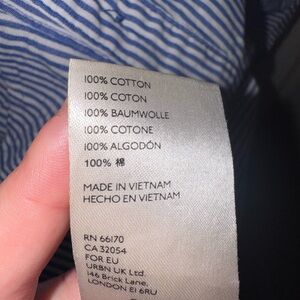 100% COTTON
100% COTON
100% BAUMWOLLE
100% COTONE
100% ALGODÓN
100% 棉
MADE IN VIETNAM
HECHO EN VIETNAM
RN 66170
CA 32054
FOR EU
URBN UK Ltd.
146 Brick Lane,
LONDON E1 6RU